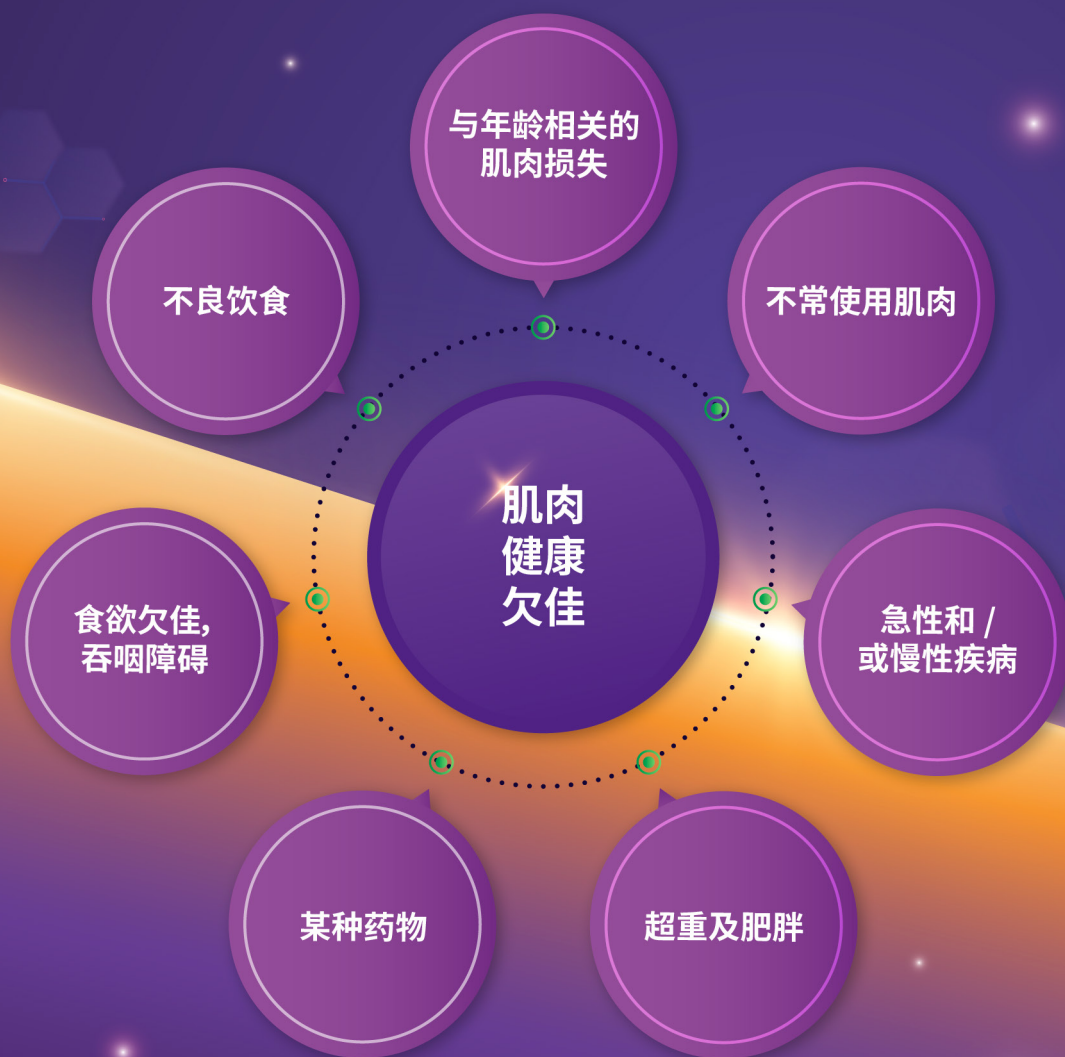 与年龄相关的
肌肉损失
不良饮食
不常使用肌肉
肌肉
健康
欠佳
食欲欠佳,
吞咽障碍
急性和 /
或慢性疾病
某种药物
超重及肥胖